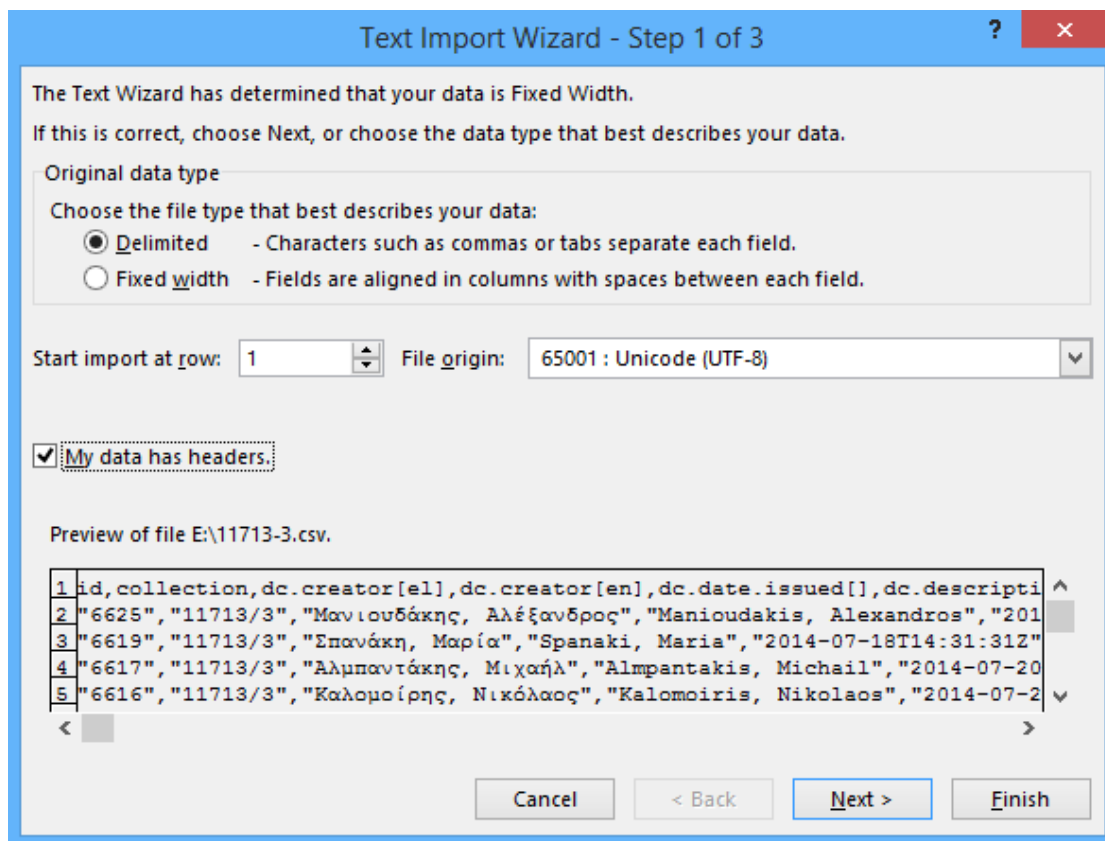 Text Import Wizard - Step 1 of 3
?
×
The Text Wizard has determined that your data is Fixed Width.
If this is correct, choose Next, or choose the data type that best describes your data.
Original data type
Choose the file type that best describes your data:
Delimited - Characters such as commas or tabs separate each field.
Fixed width - Fields are aligned in columns with spaces between each field.
Start import at row: 1 File origin: 65001 : Unicode (UTF-8)
My data has headers.
Preview of file E:\11713-3.csv.
1 id,collection,dc.creator[el],dc.creator[en],dc.date.issued[],dc.descripti
2 "6625","11713/3","Μανιουδάκης, Αλέξανδρος","Manioudakis, Alexandros","201
3 "6619","11713/3","Σπανάκη, Μαρία","Spanaki, Maria","2014-07-18T14:31:31Z"
4 "6617","11713/3","Αλμπαντάκης, Μιχαήλ","Almpantakis, Michail","2014-07-20
5 "6616","11713/3","Καλομοίρης, Νικόλαος","Kalomoiris, Nikolaos","2014-07-2
Cancel < Back Next > Finish